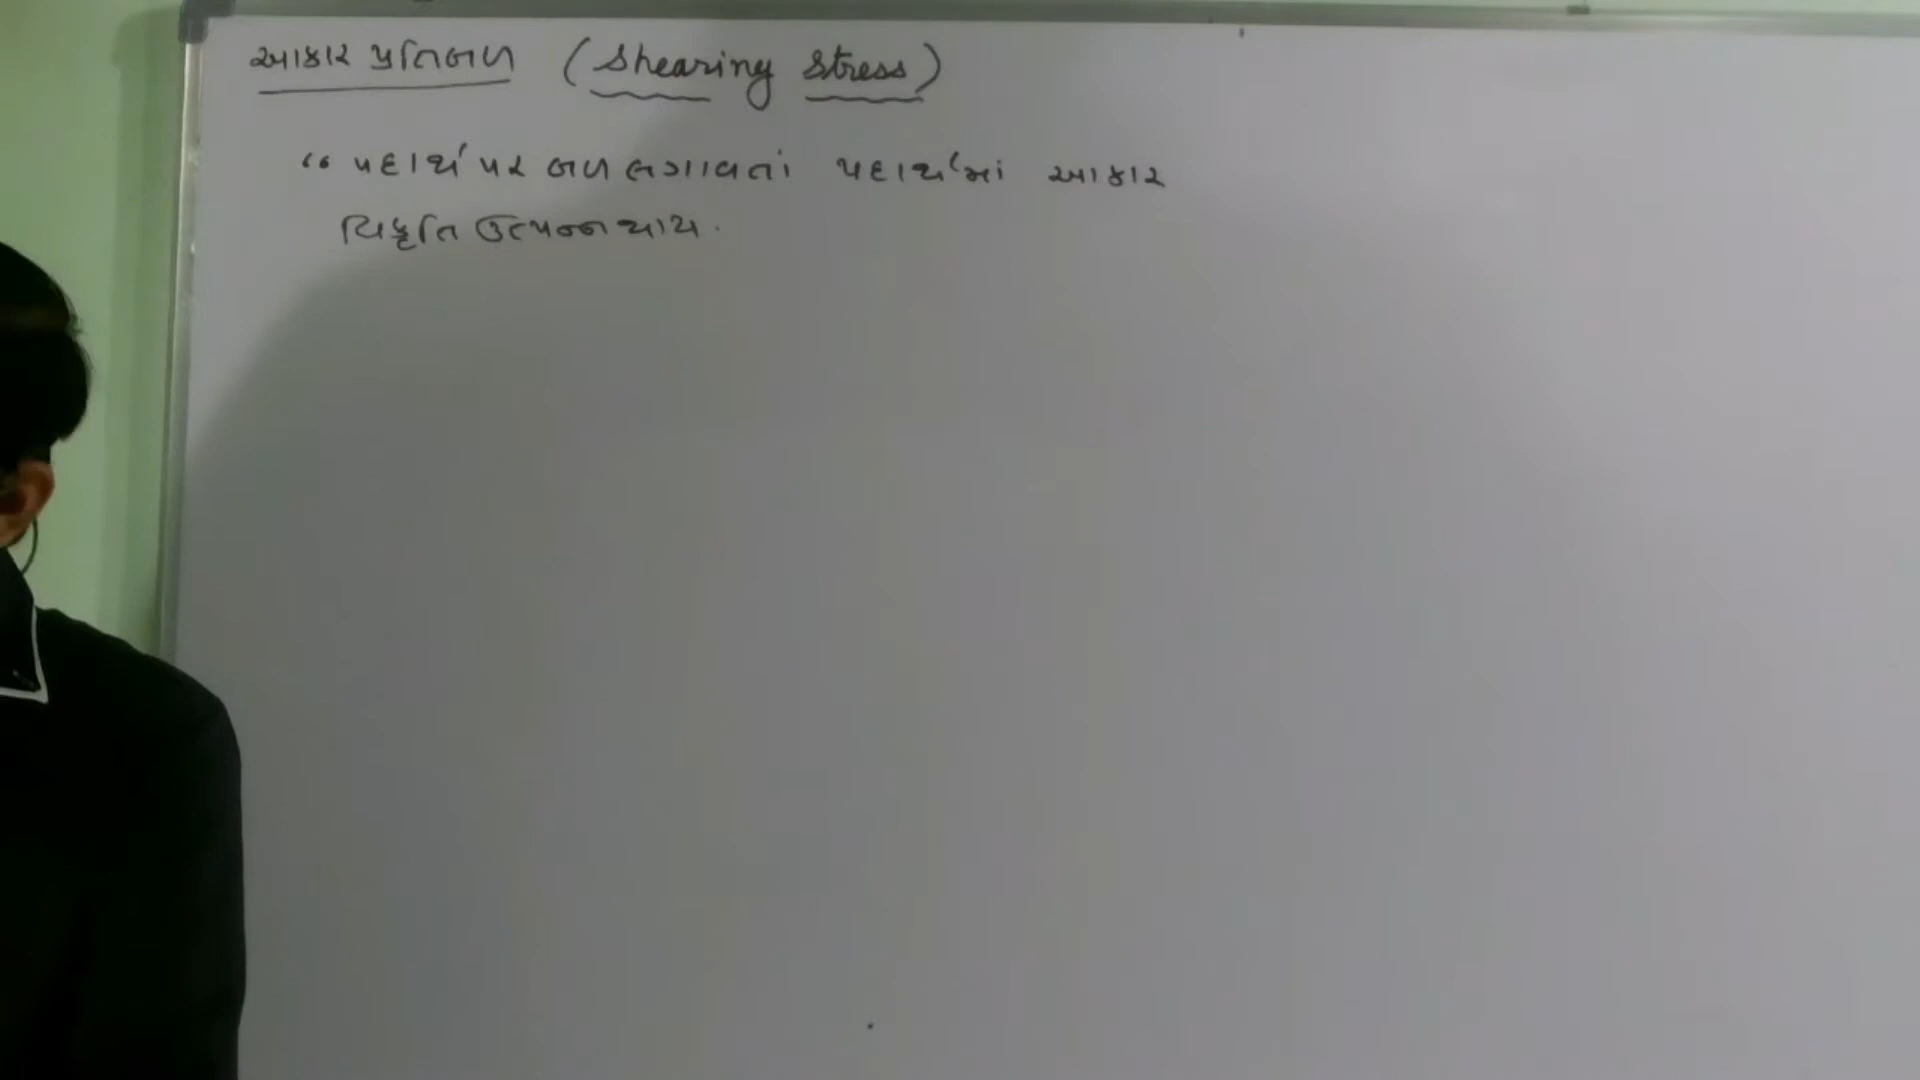 આકાર પ્રતિબળ (Shearing Stress)
“ પદાર્થ પર બળ લગાવતાં પદાર્થમાં આકાર
વિકૃતિ ઉત્પન્ન થાય.